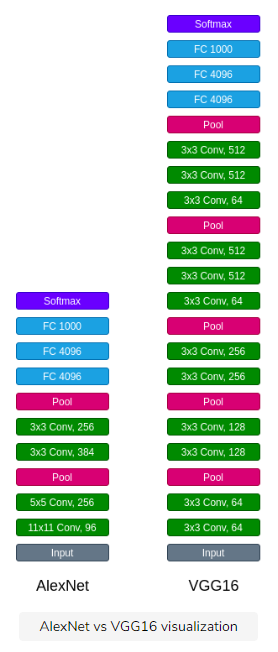 Softmax
FC 1000
FC 4096
FC 4096
Pool
3x3 Conv, 256
3x3 Conv, 384
Pool
5x5 Conv, 256
11x11 Conv, 96
Input
AlexNet
Softmax
FC 1000
FC 4096
FC 4096
Pool
3x3 Conv, 512
3x3 Conv, 512
3x3 Conv, 64
Pool
3x3 Conv, 512
3x3 Conv, 512
3x3 Conv, 64
Pool
3x3 Conv, 256
3x3 Conv, 256
Pool
3x3 Conv, 128
3x3 Conv, 128
Pool
3x3 Conv, 64
3x3 Conv, 64
Input
VGG16
AlexNet vs VGG16 visualization